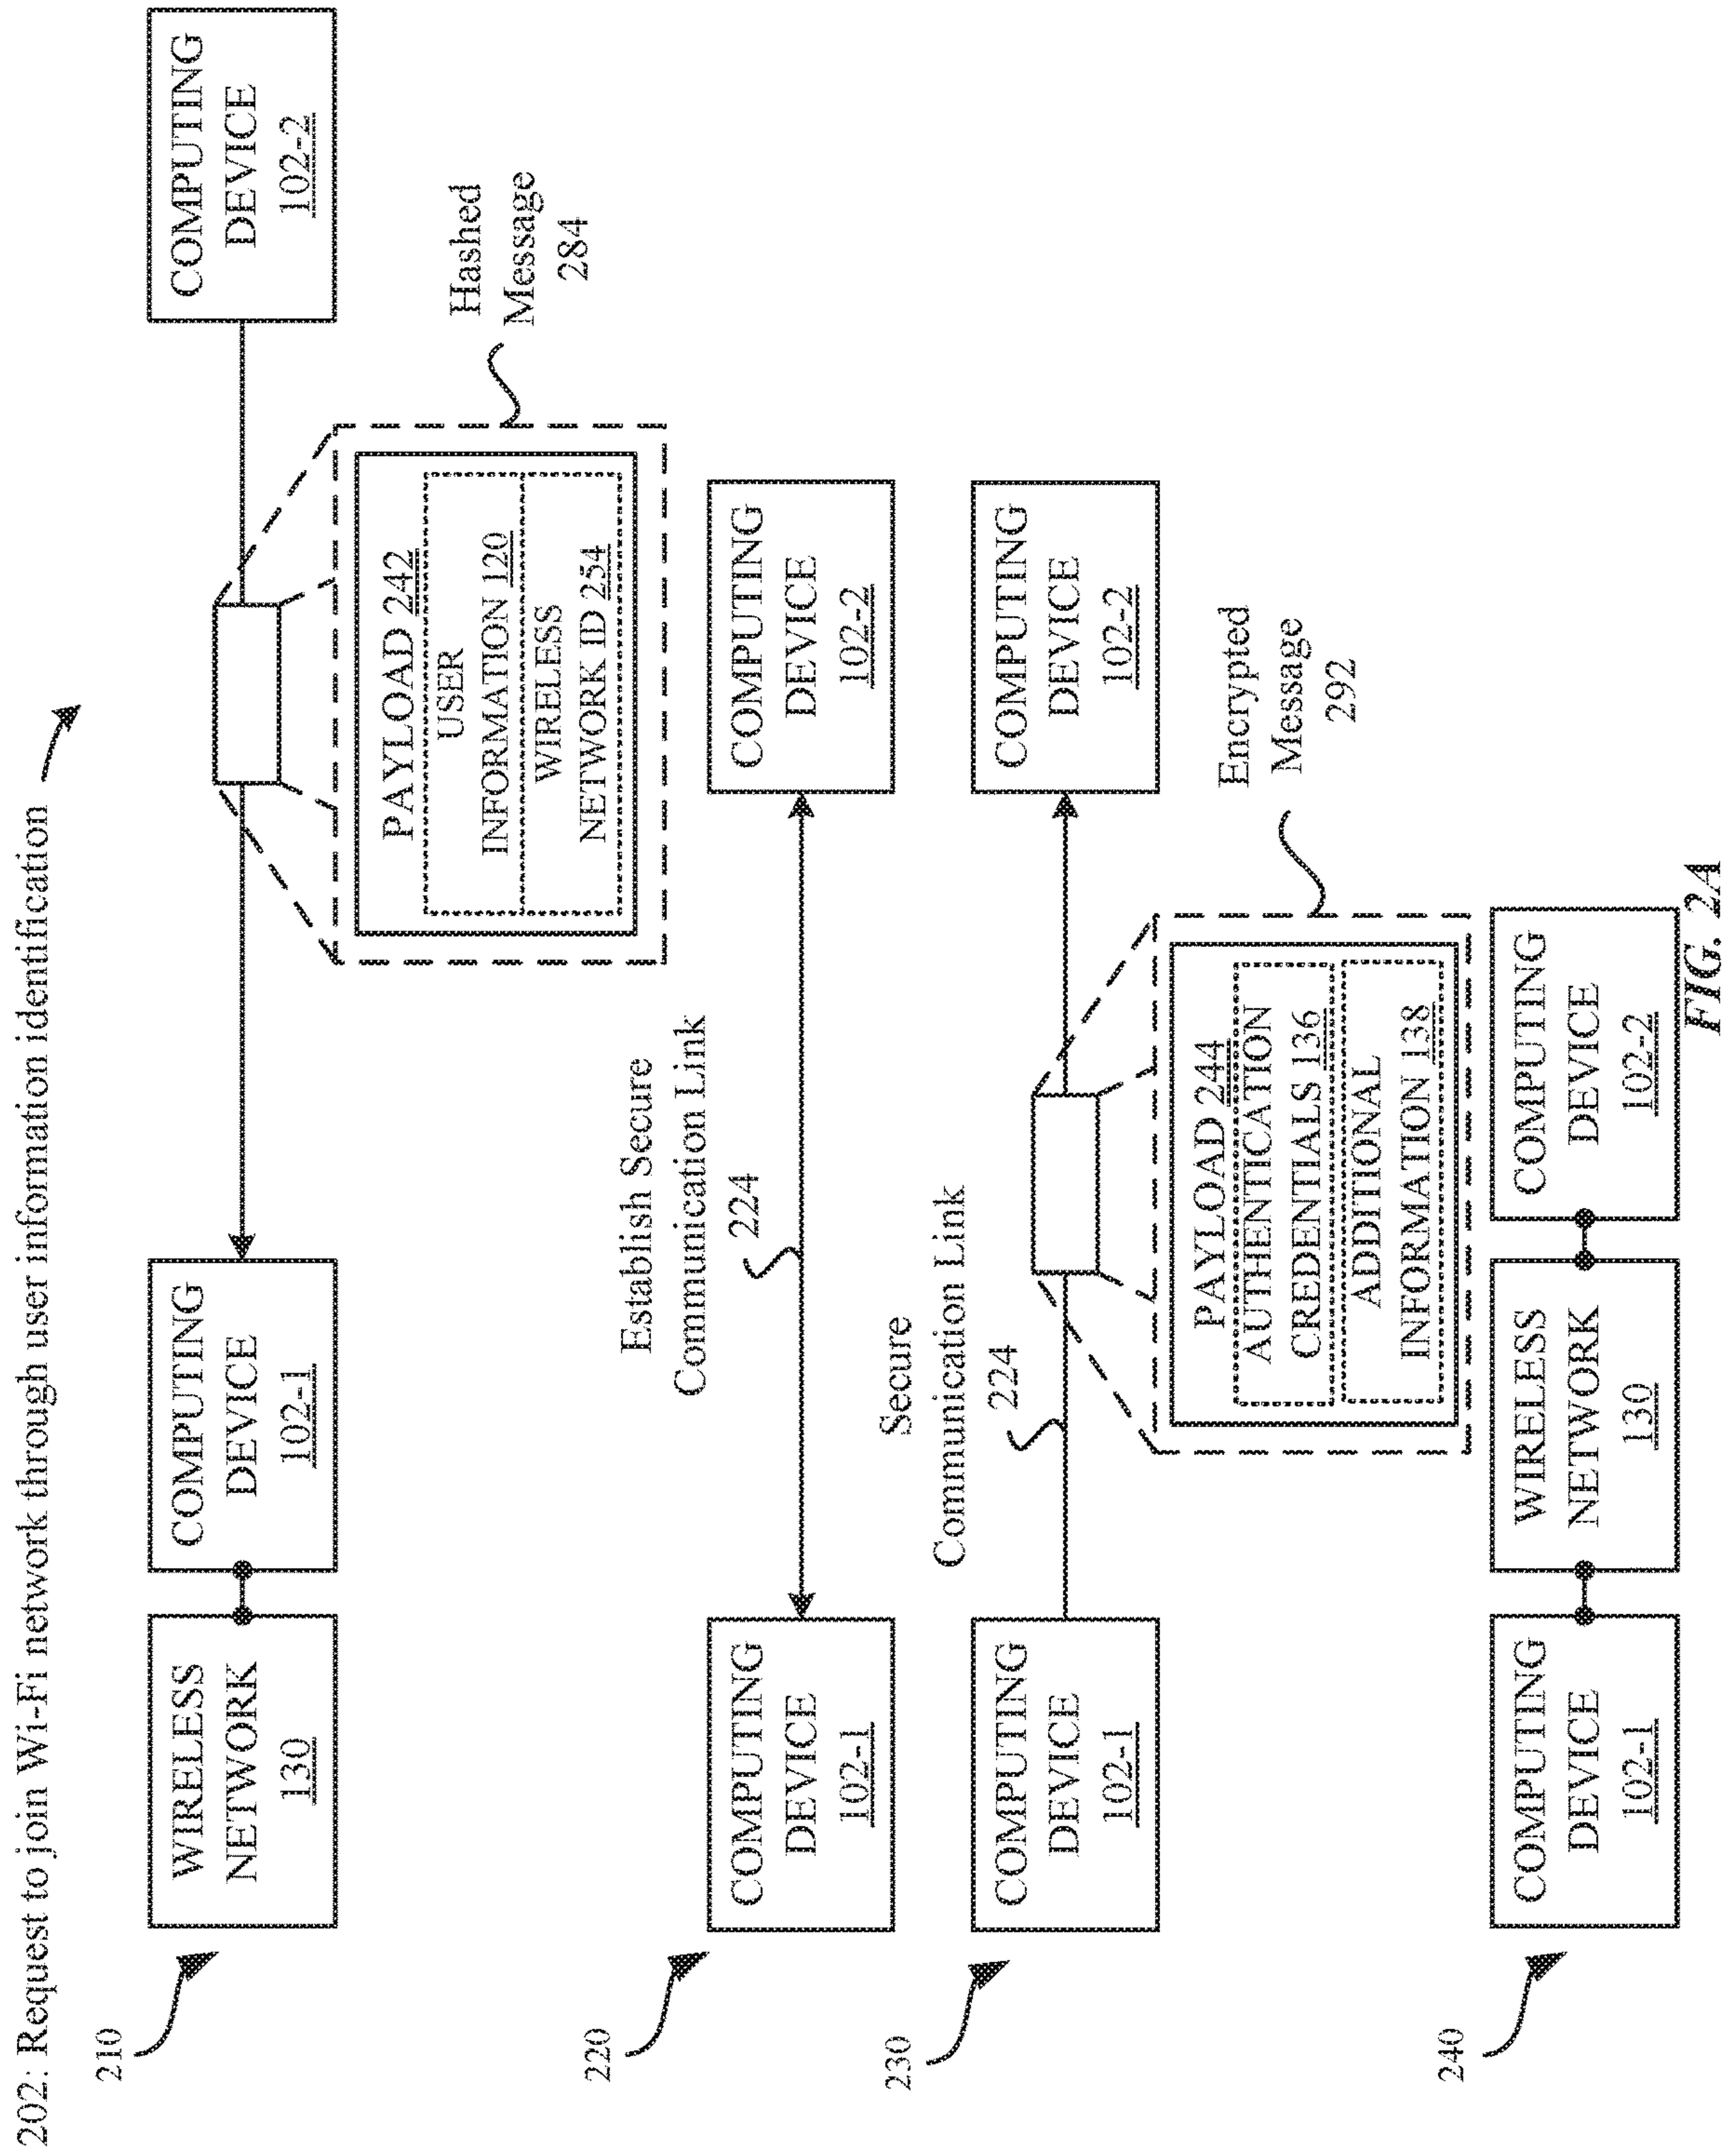 202: Request to join Wi-Fi network through user information identification
210
WIRELESS
NETWORK
130
COMPUTING
DEVICE
102-1
COMPUTING
DEVICE
102-2
PAYLOAD 242
USER
INFORMATION 120
WIRELESS
NETWORK ID 254
Hashed
Message
284
220
COMPUTING
DEVICE
102-1
Establish Secure
Communication Link
224
COMPUTING
DEVICE
102-2
230
COMPUTING
DEVICE
102-1
Secure
Communication Link
224
COMPUTING
DEVICE
102-2
PAYLOAD 244
AUTHENTICATION
CREDENTIALS 136
ADDITIONAL
INFORMATION 138
Encrypted
Message
292
240
COMPUTING
DEVICE
102-1
WIRELESS
NETWORK
130
COMPUTING
DEVICE
102-2
FIG. 2A